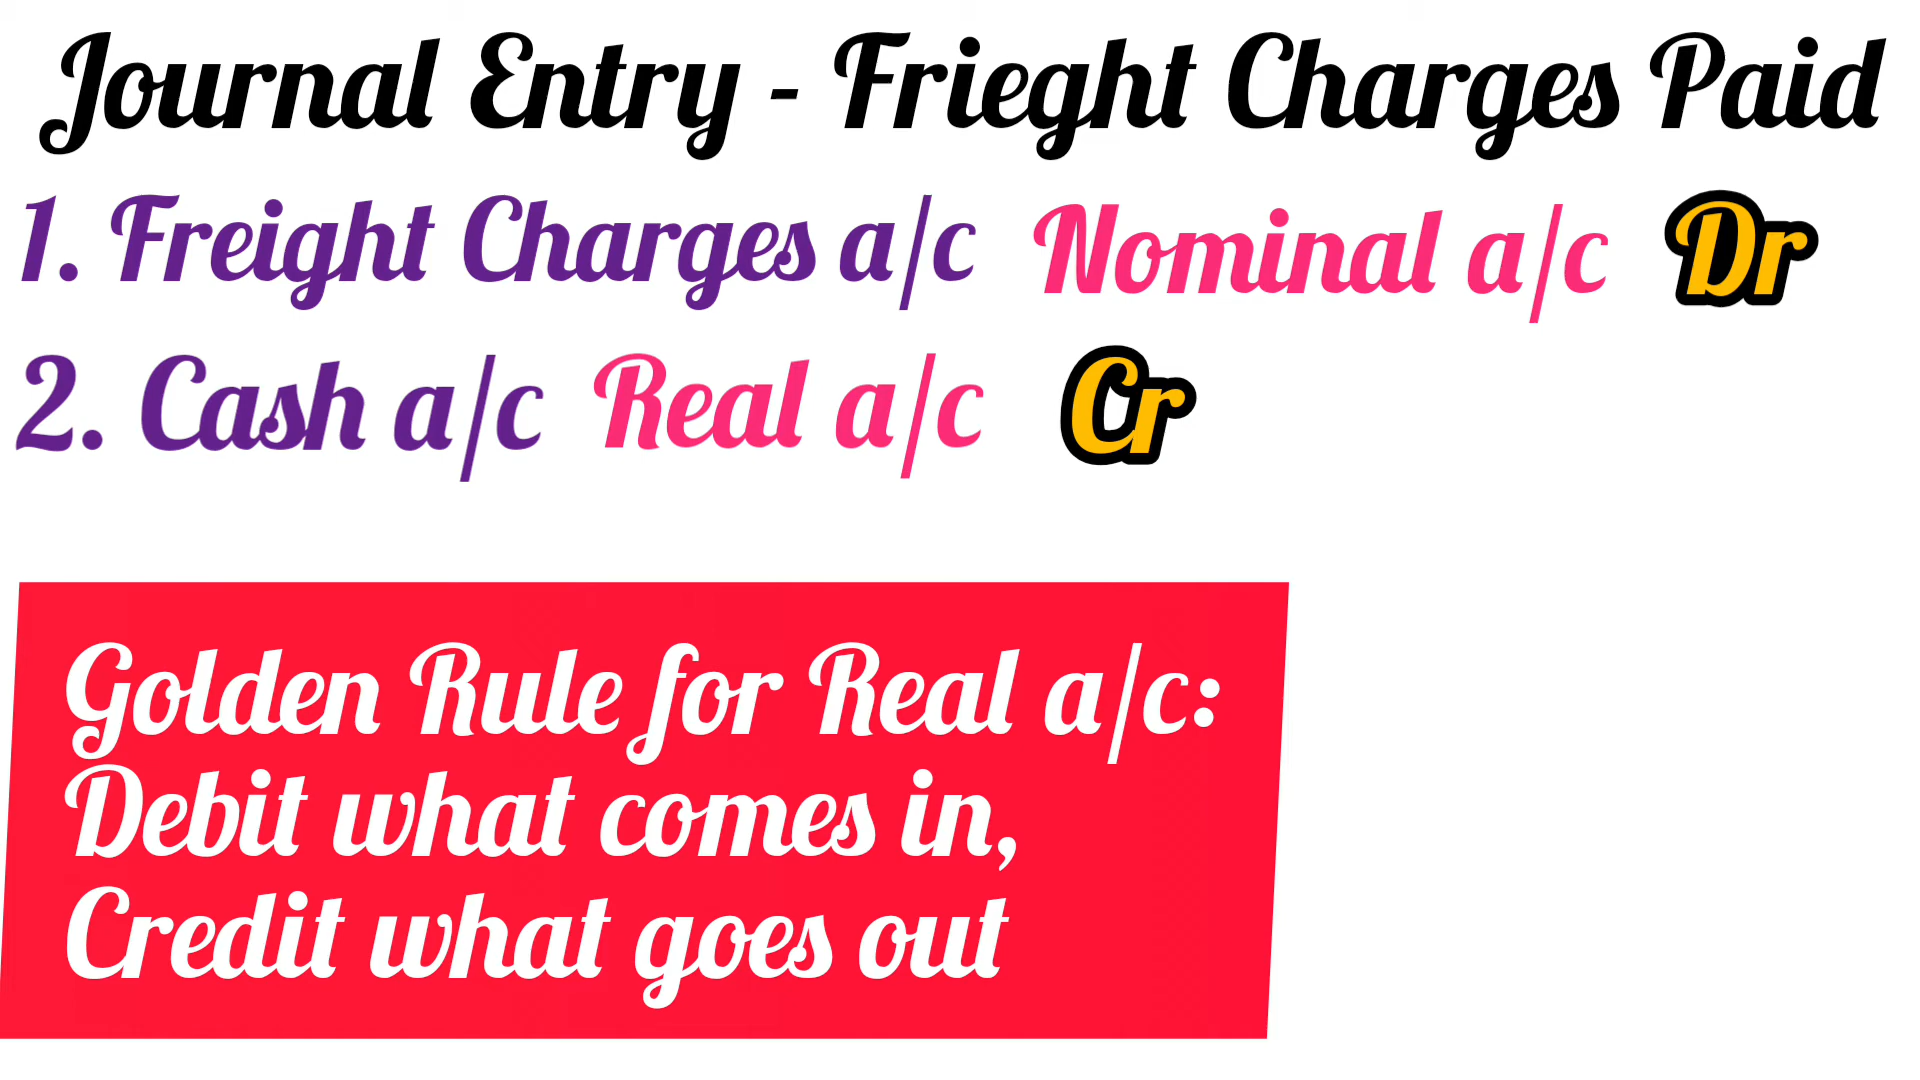 Journal Entry - Frieght Charges Paid
1. Freight Charges a/c Nominal a/c Dr
2. Cash a/c Real a/c Cr
Golden Rule for Real a/c:
Debit what comes in,
Credit what goes out